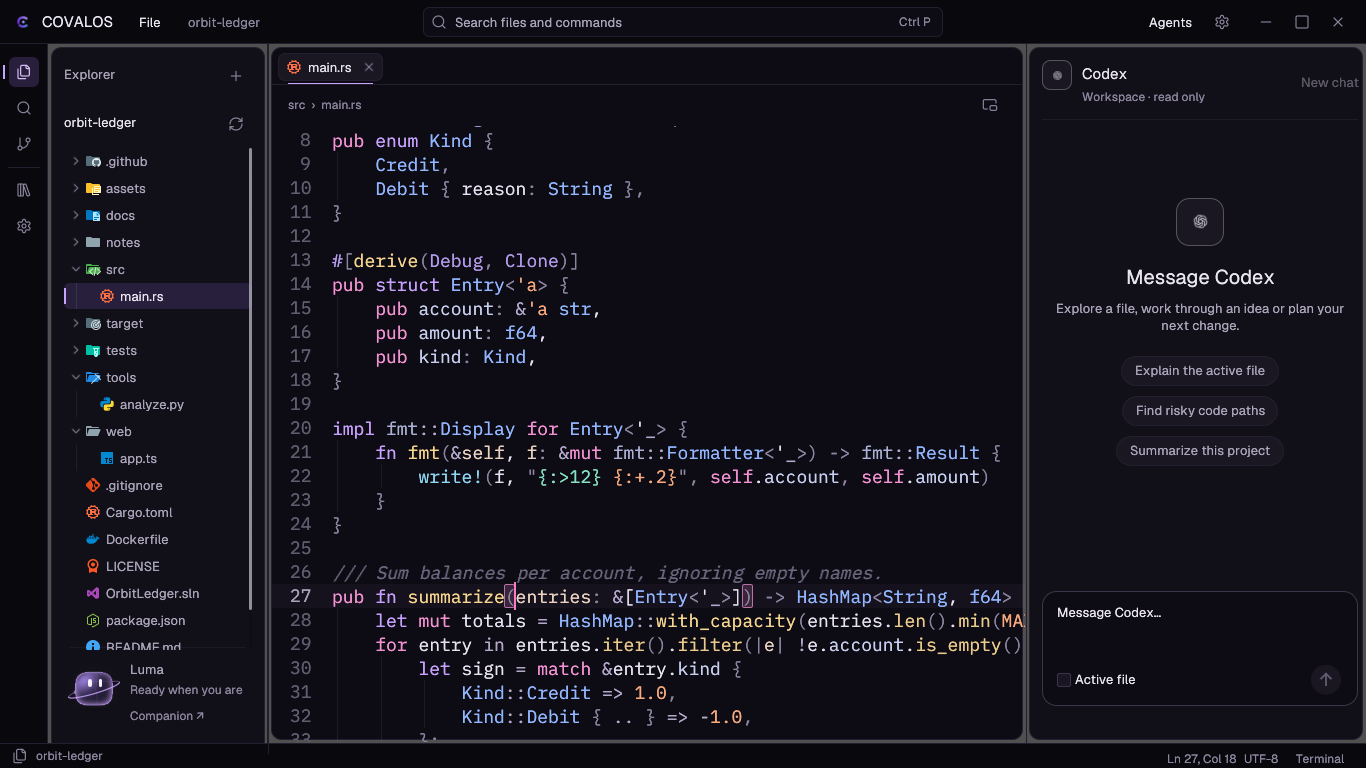 COVALOS File orbit-ledger Search files and commands Ctrl P Agents
Explorer
orbit-ledger
.github
assets
docs
notes
src
main.rs
target
tests
tools
analyze.py
web
app.ts
.gitignore
Cargo.toml
Dockerfile
LICENSE
OrbitLedger.sln
package.json
README.md
Luma
Ready when you are
Companion ↗
main.rs
src › main.rs
8 pub enum Kind {
9 Credit,
10 Debit { reason: String },
11 }
12
13 #[derive(Debug, Clone)]
14 pub struct Entry<'a> {
15 pub account: &'a str,
16 pub amount: f64,
17 pub kind: Kind,
18 }
19
20 impl fmt::Display for Entry<'_> {
21 fn fmt(&self, f: &mut fmt::Formatter<'_>) -> fmt::Result {
22 write!(f, "{:>12} {:+.2}", self.account, self.amount)
23 }
24 }
25
26 /// Sum balances per account, ignoring empty names.
27 pub fn summarize(entries: &[Entry<'_>]) -> HashMap<String, f64>
28 let mut totals = HashMap::with_capacity(entries.len().min(MA
29 for entry in entries.iter().filter(|e| !e.account.is_empty()
30 let sign = match &entry.kind {
31 Kind::Credit => 1.0,
32 Kind::Debit { .. } => -1.0,
33 };
Codex
Workspace · read only
New chat
Message Codex
Explore a file, work through an idea or plan your
next change.
Explain the active file
Find risky code paths
Summarize this project
Message Codex…
Active file
orbit-ledger
Ln 27, Col 18 UTF-8 Terminal